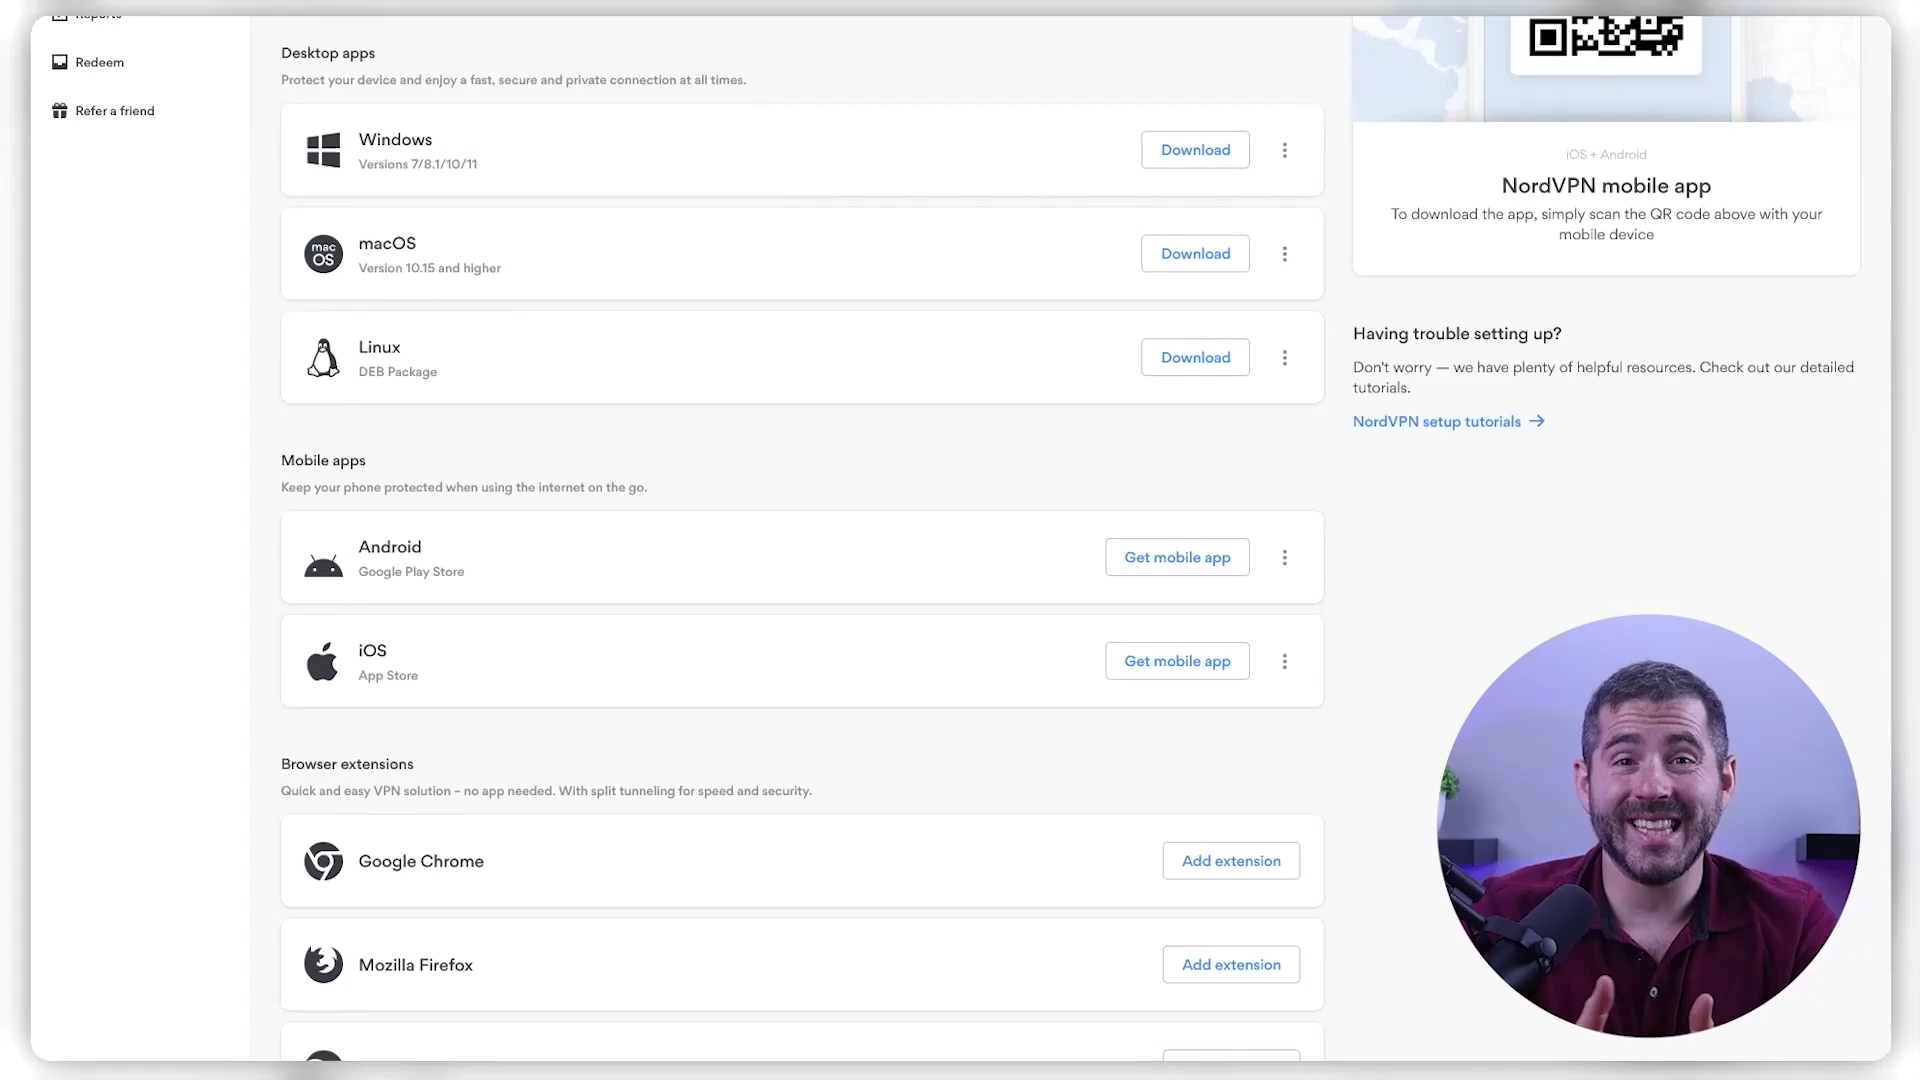 Reports
Redeem
Refer a friend
Desktop apps
Protect your device and enjoy a fast, secure and private connection at all times.
Windows
Versions 7/8.1/10/11
Download
mac
OS
macOS
Version 10.15 and higher
Download
Linux
DEB Package
Download
Mobile apps
Keep your phone protected when using the internet on the go.
Android
Google Play Store
Get mobile app
iOS
App Store
Get mobile app
Browser extensions
Quick and easy VPN solution – no app needed. With split tunneling for speed and security.
Google Chrome
Add extension
Mozilla Firefox
Add extension
iOS + Android
NordVPN mobile app
To download the app, simply scan the QR code above with your
mobile device
Having trouble setting up?
Don't worry — we have plenty of helpful resources. Check out our detailed
tutorials.
NordVPN setup tutorials →